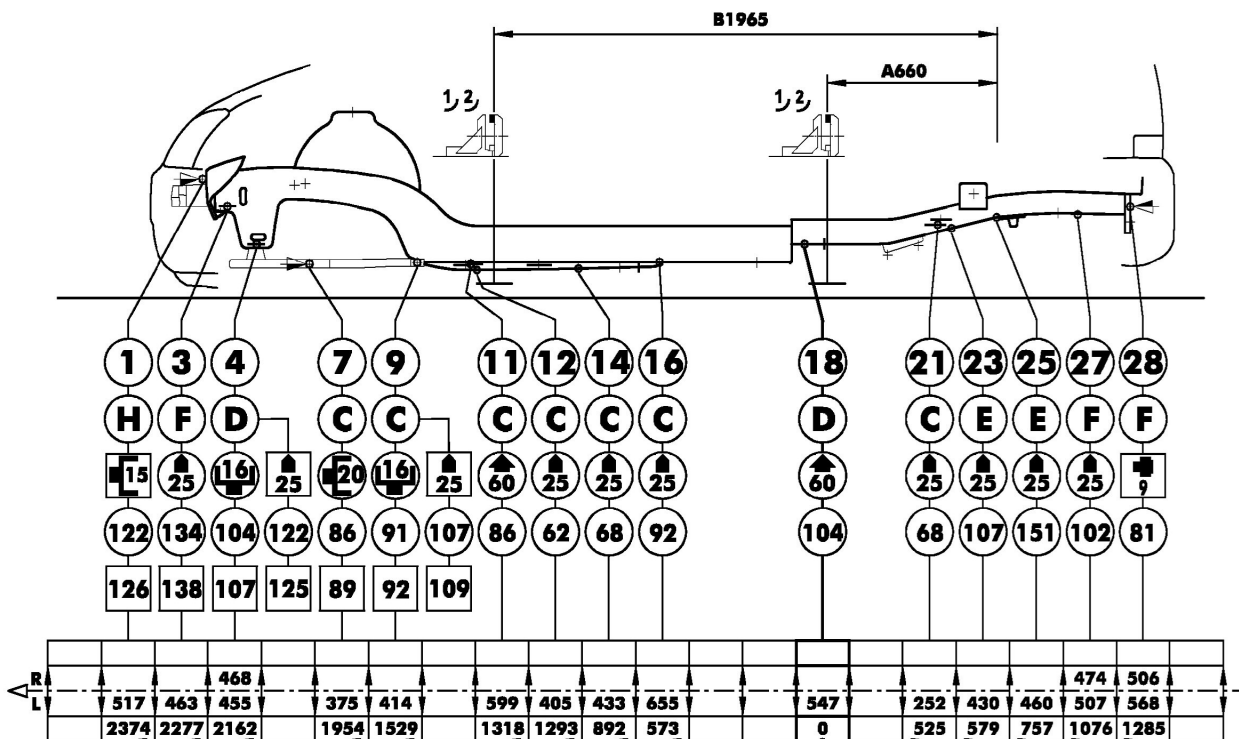 B1965
A660
1, 2,
1, 2,
1 3 4 7 9 11 12 14 16 18 21 23 25 27 28
H F D C C C C C C D C E E F F
15 25 16 25 20 16 25 60 25 25 25 60 25 25 25 25 9
122 134 104 122 86 91 107 86 62 68 92 104 68 107 151 102 81
126 138 107 125 89 92 109
R 468 474 506
L 517 463 455 375 414 599 405 433 655 547 252 430 460 507 568
2374 2277 2162 1954 1529 1318 1293 892 573 0 525 579 757 1076 1285